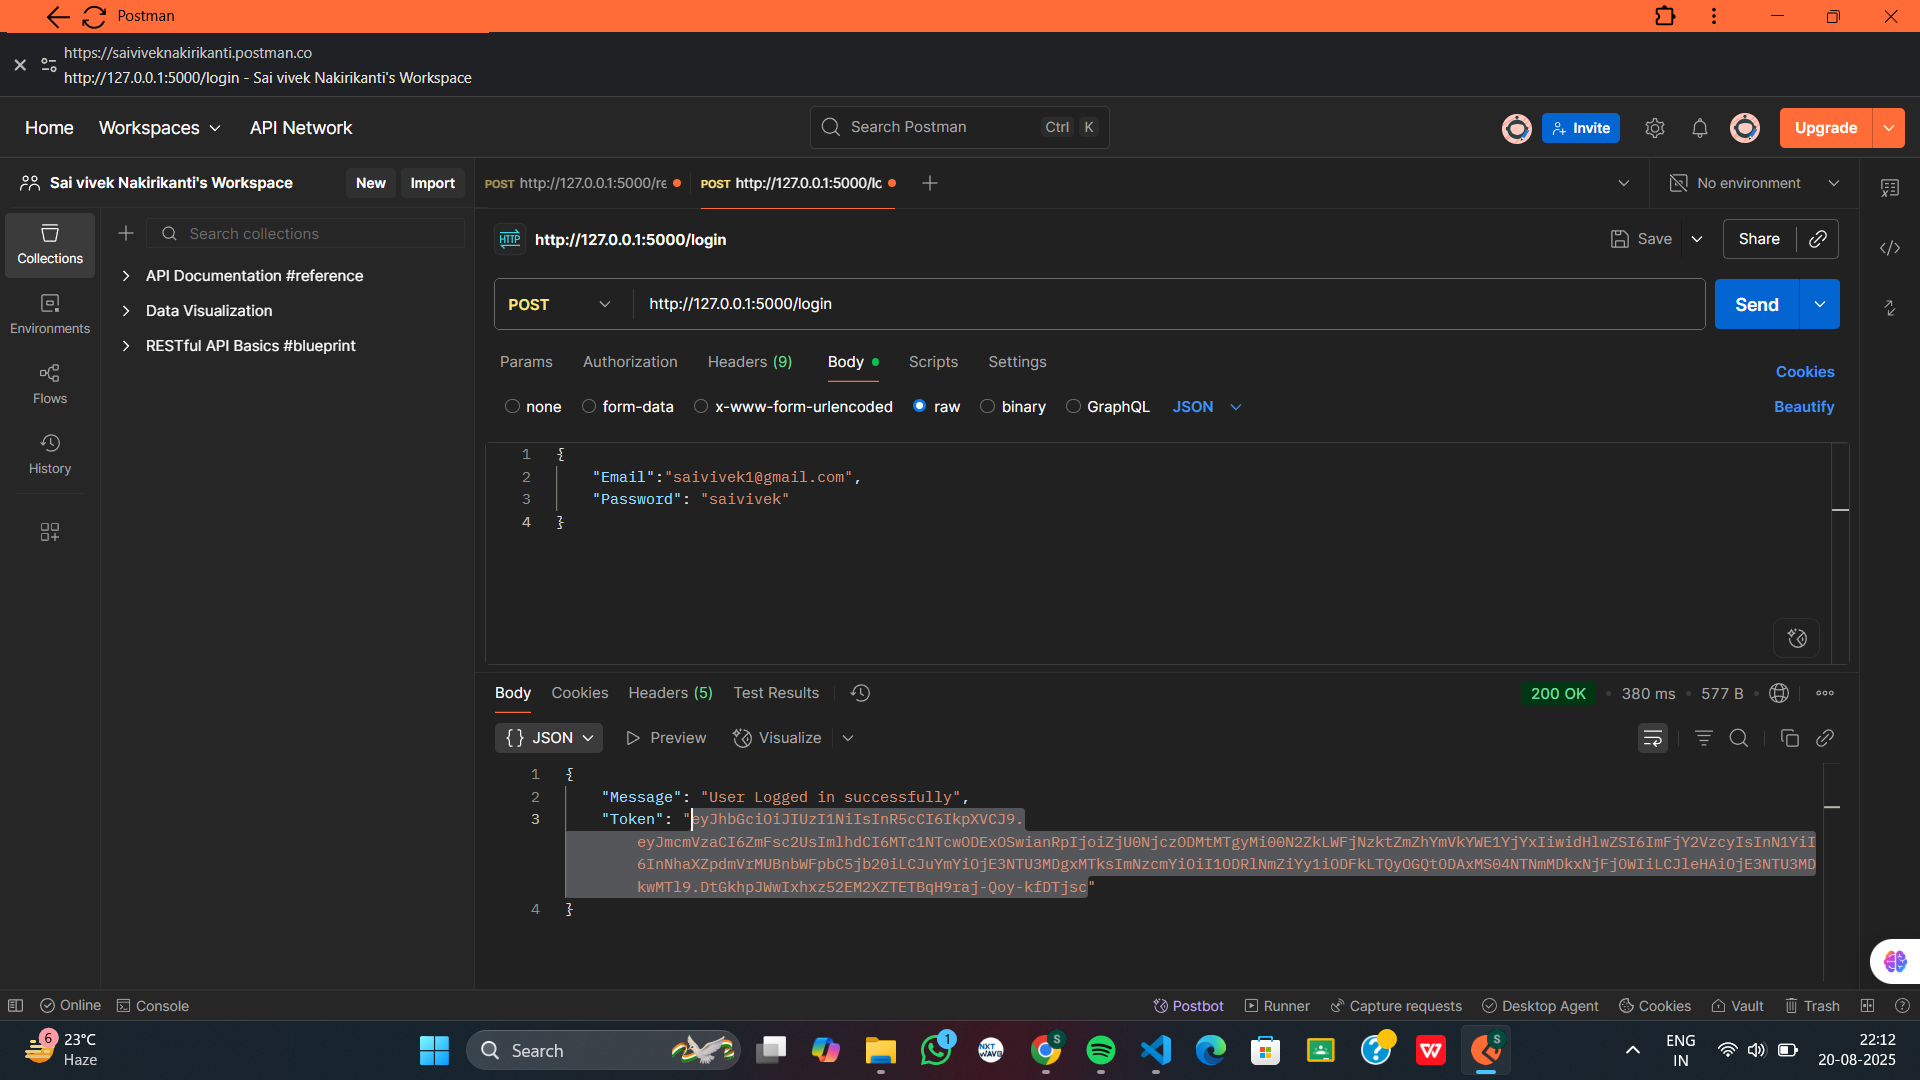 Postman
https://saiviveknakirikanti.postman.co
http://127.0.0.1:5000/login - Sai vivek Nakirikanti's Workspace
Home Workspaces API Network
Search Postman Ctrl K
Invite
Upgrade
Sai vivek Nakirikanti's Workspace New Import
POST http://127.0.0.1:5000/re POST http://127.0.0.1:5000/lo
No environment
Collections
Environments
Flows
History
Search collections
API Documentation #reference
Data Visualization
RESTful API Basics #blueprint
HTTP http://127.0.0.1:5000/login
Save Share
POST http://127.0.0.1:5000/login
Send
Params Authorization Headers (9) Body Scripts Settings
Cookies
none form-data x-www-form-urlencoded raw binary GraphQL JSON
Beautify
1 {
2 "Email":"saivivek1@gmail.com",
3 "Password": "saivivek"
4 }
Body Cookies Headers (5) Test Results
200 OK 380 ms 577 B
{} JSON Preview Visualize
1 {
2 "Message": "User Logged in successfully",
3 "Token": "eyJhbGciOiJIUzI1NiIsInR5cCI6IkpXVCJ9.
eyJmcmVzaCI6ZmFsc2UsImlhdCI6MTc1NTcwODExOSwianRpIjoiZjU0NjczODMtMTgyMi00N2ZkLWFjNzktZmZhYmVkYWE1YjYxIiwidHlwZSI6ImFjY2VzcyIsInN1YiI
6InNhaXZpdmVrMUBnbWFpbC5jb20iLCJuYmYiOjE3NTU3MDgxMTksImNzcmYiOiI1ODRlNmZiYy1iODFkLTQyOGQtODAxMS04NTNmMDkxNjFjOWIiLCJleHAiOjE3NTU3MD
kwMTl9.DtGkhpJWwIxhxz52EM2XZTETBqH9raj-Qoy-kfDTjsc"
4 }
Online Console
Postbot Runner Capture requests Desktop Agent Cookies Vault Trash
6
23°C
Haze
Search
1
NXT
WAVE
S
S
ENG
IN
22:12
20-08-2025